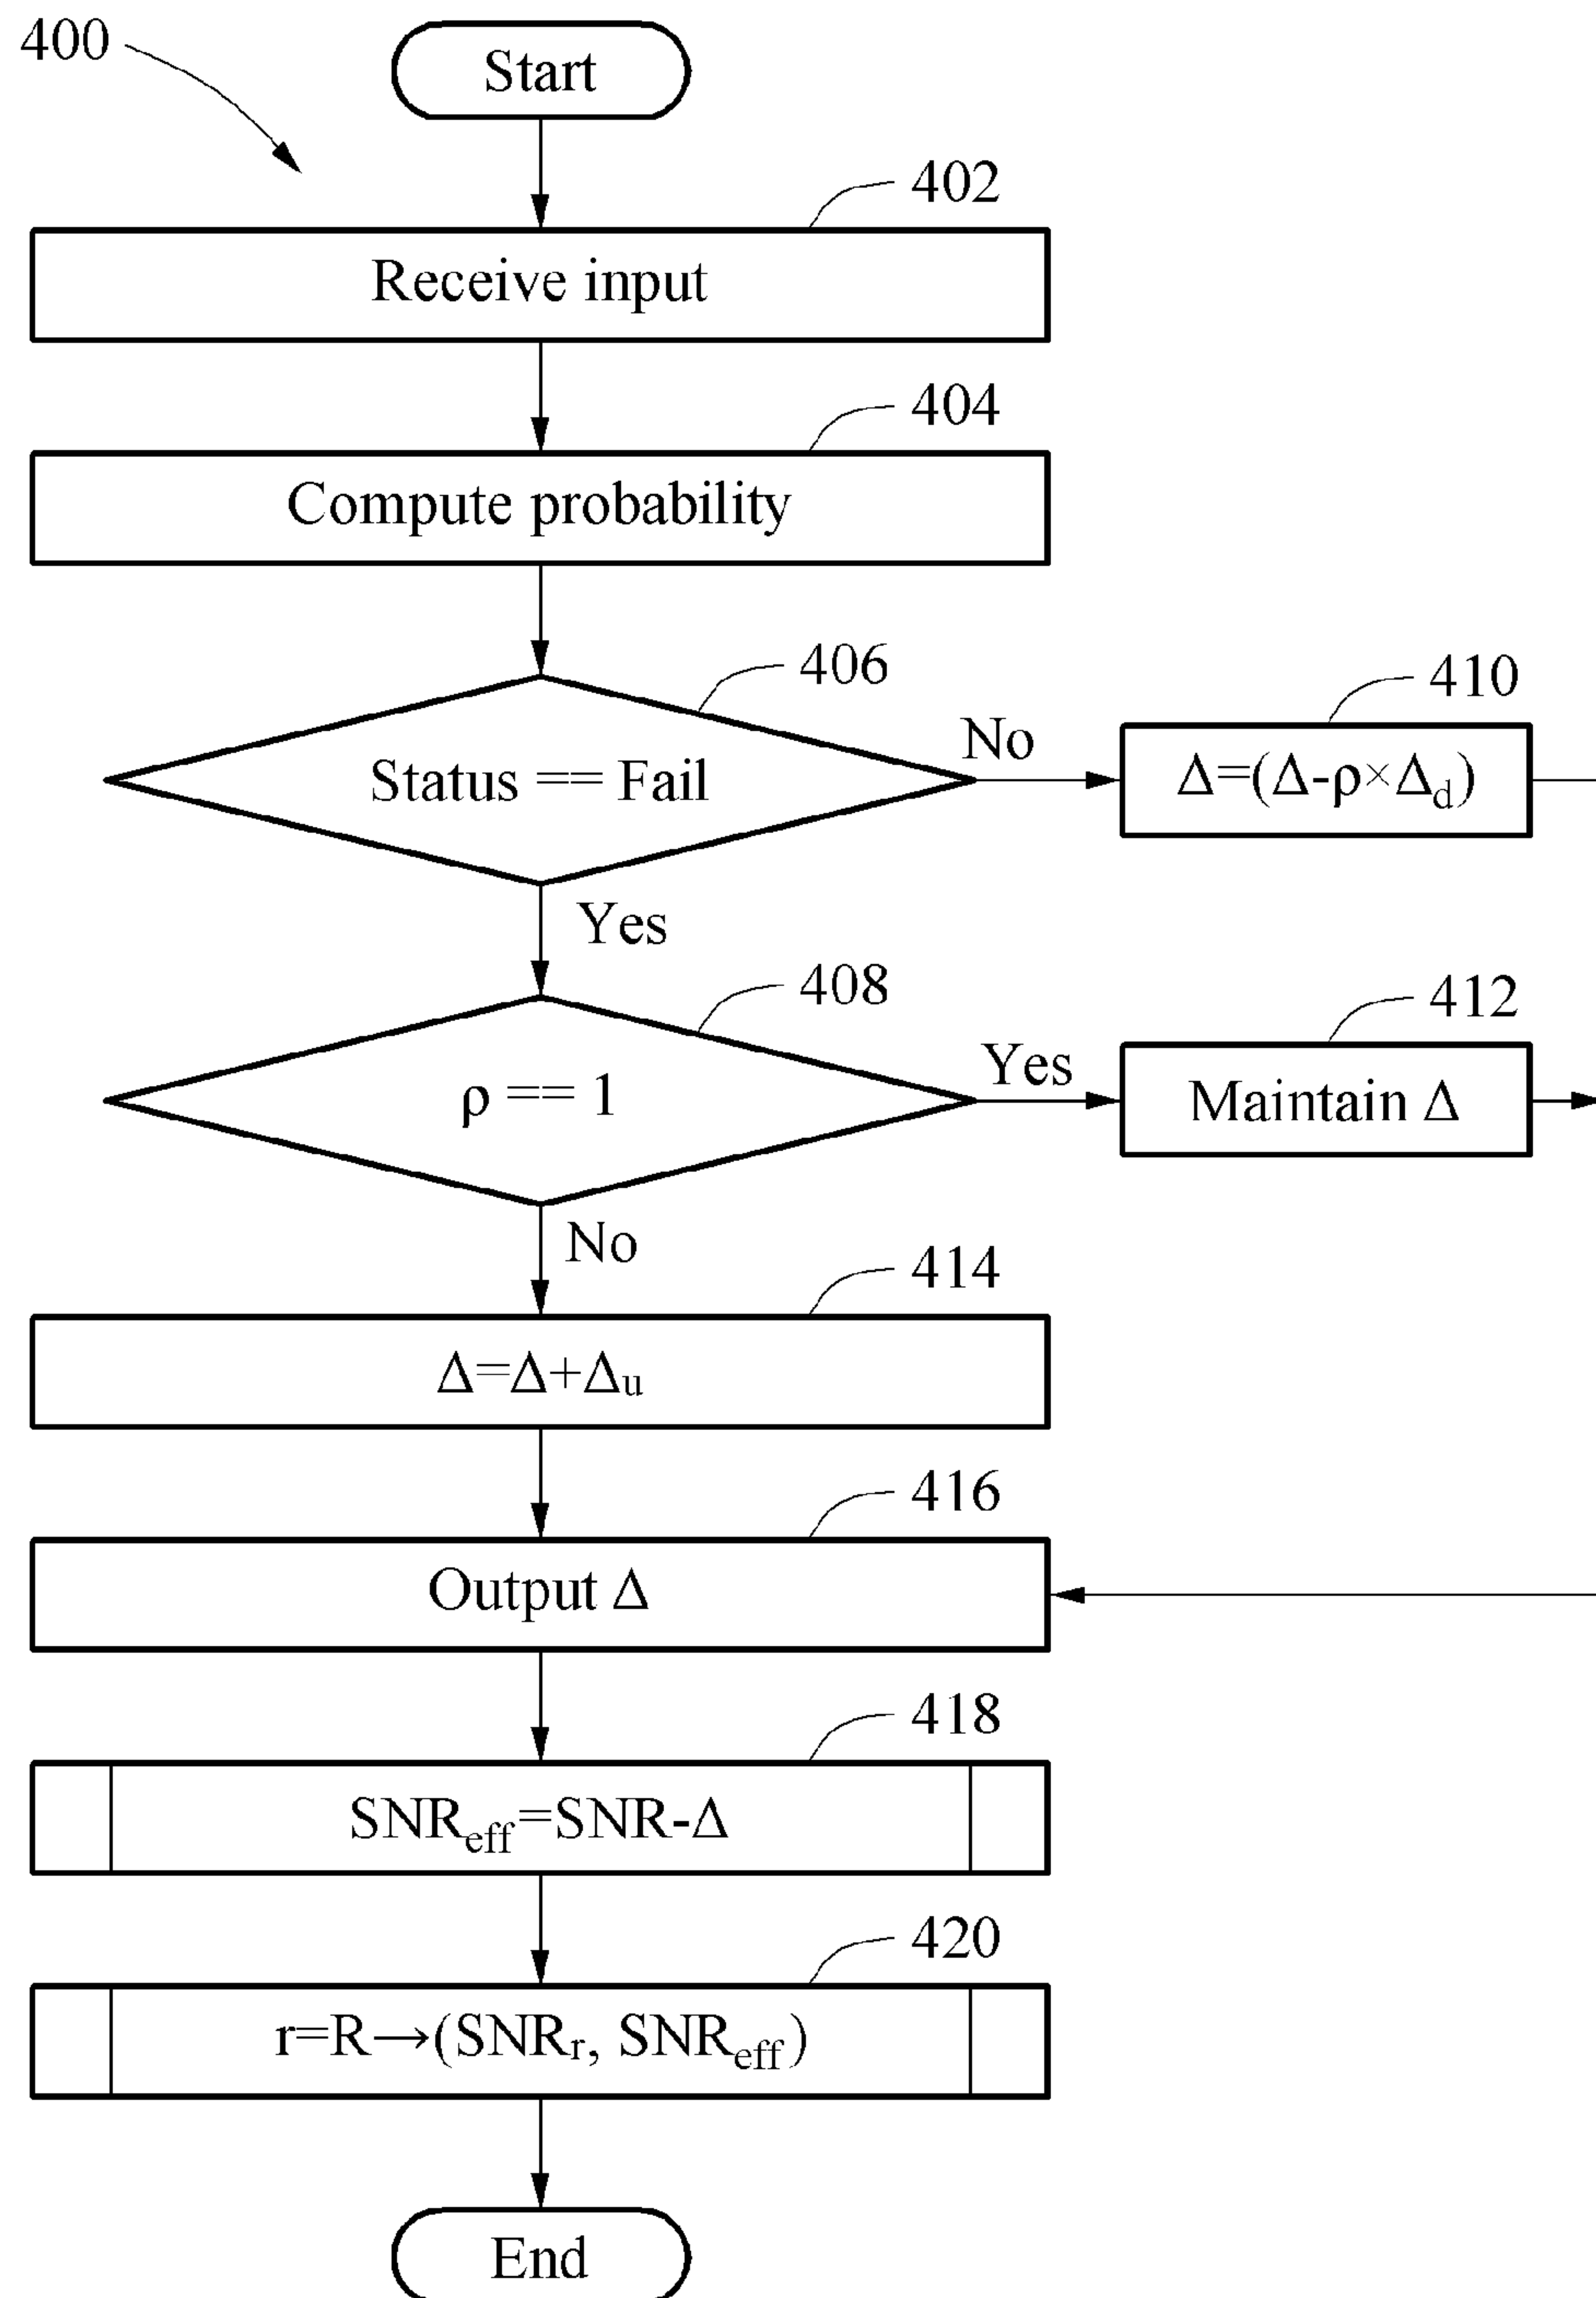 400
Start
402
Receive input
404
Compute probability
406
Status == Fail
No
410
Δ=(Δ-ρ×Δd)
Yes
408
ρ == 1
Yes
412
Maintain Δ
No
414
Δ=Δ+Δu
416
Output Δ
418
SNReff=SNR-Δ
420
r=R→(SNRr, SNReff)
End